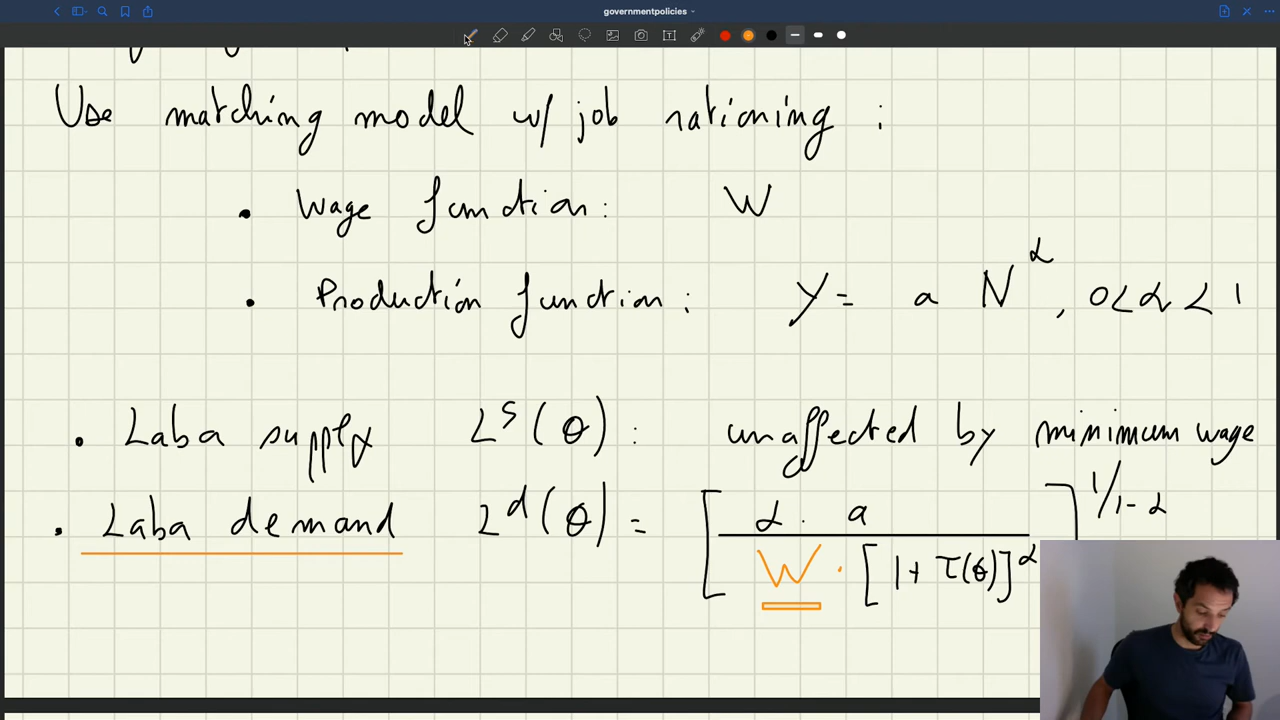 governmentpolicies
Use matching model w/ job rationing :
• Wage function: W
• Production function: Y = a N^α, 0<α<1
• Labor supply L^s(θ): unaffected by minimum wage
• Labor demand L^d(θ) = [α · a / W · [1 + τ(θ)]^α]^1/1-α